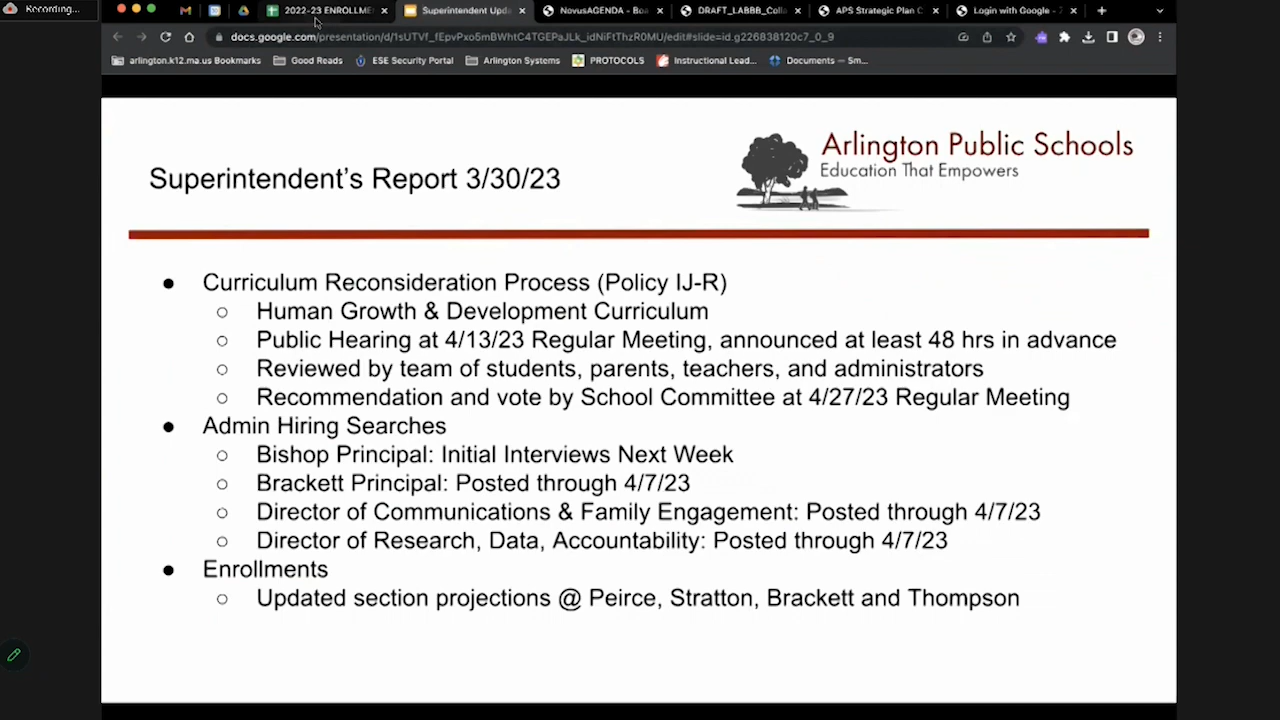 Recording...
2022-23 ENROLLME
Superintendent Upda
NovusAGENDA - Boa
DRAFT_LABBB_Colla
APS Strategic Plan C
Login with Google - Z
docs.google.com/presentation/d/1sUTVf_fEpvPxo5mBWhtC4TGEPaJLk_idNiFtThzR0MU/edit#slide=id.g226838120c7_0_9
arlington.k12.ma.us Bookmarks
Good Reads
ESE Security Portal
Arlington Systems
PROTOCOLS
Instructional Lead...
Documents — Sm...
Arlington Public Schools
Education That Empowers
Superintendent's Report 3/30/23
● Curriculum Reconsideration Process (Policy IJ-R)
○ Human Growth & Development Curriculum
○ Public Hearing at 4/13/23 Regular Meeting, announced at least 48 hrs in advance
○ Reviewed by team of students, parents, teachers, and administrators
○ Recommendation and vote by School Committee at 4/27/23 Regular Meeting
● Admin Hiring Searches
○ Bishop Principal: Initial Interviews Next Week
○ Brackett Principal: Posted through 4/7/23
○ Director of Communications & Family Engagement: Posted through 4/7/23
○ Director of Research, Data, Accountability: Posted through 4/7/23
● Enrollments
○ Updated section projections @ Peirce, Stratton, Brackett and Thompson